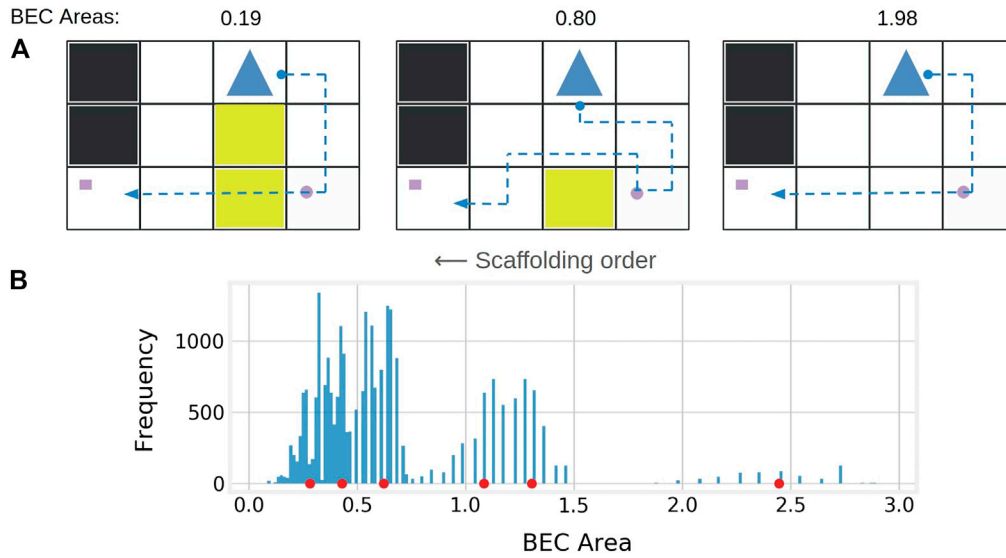 BEC Areas: 0.19 0.80 1.98
A
← Scaffolding order
B
1000
500
0
Frequency
0.0 0.5 1.0 1.5 2.0 2.5 3.0
BEC Area